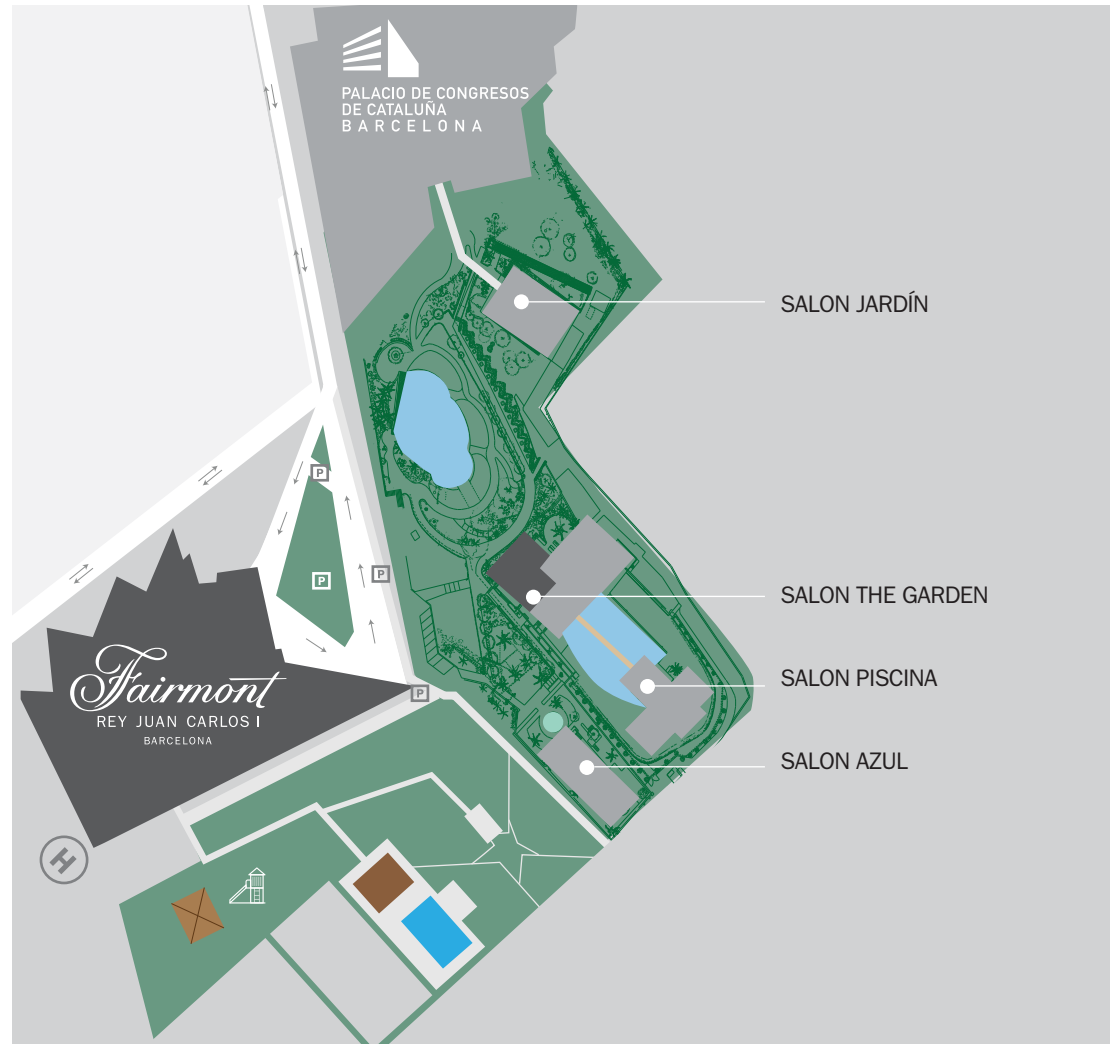 PALACIO DE CONGRESOS
DE CATALUÑA
BARCELONA
SALON JARDÍN
P
P
P
SALON THE GARDEN
Fairmont
REY JUAN CARLOS I
BARCELONA
SALON PISCINA
P
SALON AZUL
H